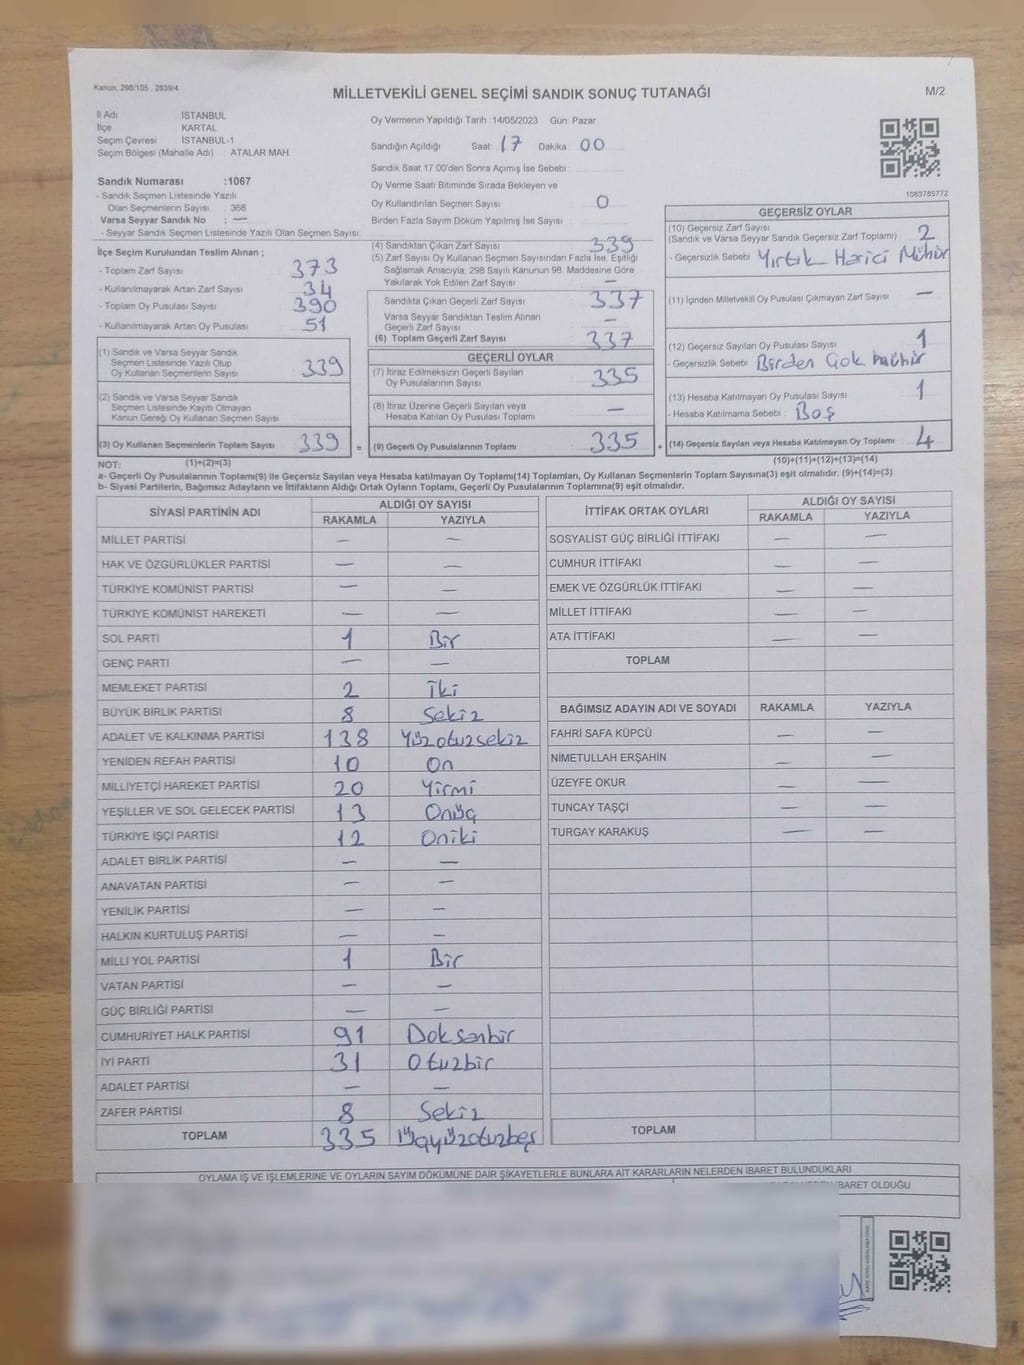 Kanun. 298/105 , 2839/4
MİLLETVEKİLİ GENEL SEÇİMİ SANDIK SONUÇ TUTANAĞI
M/2
İl Adı : İSTANBUL
İlçe : KARTAL
Seçim Çevresi : İSTANBUL-1
Seçim Bölgesi (Mahalle Adı) : ATALAR MAH.
Oy Vermenin Yapıldığı Tarih :14/05/2023 Gün: Pazar
Sandığın Açıldığı Saat: 17 Dakika: 00
Sandık Saat 17.00'den Sonra Açımış İse Sebebi :
Oy Verme Saati Bitiminde Sırada Bekleyen ve
Oy Kullandırılan Seçmen Sayısı : 0
Birden Fazla Sayım Döküm Yapılmış İse Sayısı :
1083785772
Sandık Numarası :1067
- Sandık Seçmen Listesinde Yazılı
Olan Seçmenlerin Sayısı : 368
Varsa Seyyar Sandık No : —
- Seyyar Sandık Seçmen Listesinde Yazılı Olan Seçmen Sayısı:
İlçe Seçim Kurulundan Teslim Alınan ;
- Toplam Zarf Sayısı : 373
- Kullanılmayarak Artan Zarf Sayısı : 34
- Toplam Oy Pusulası Sayısı : 390
- Kullanılmayarak Artan Oy Pusulası : 51
(1) Sandık ve Varsa Seyyar Sandık
Seçmen Listesinde Yazılı Olup
Oy Kullanan Seçmenlerin Sayısı : 339
(2) Sandık ve Varsa Seyyar Sandık
Seçmen Listesinde Kayıtlı Olmayan
Kanun Gereği Oy Kullanan Seçmen Sayısı :
(3) Oy Kullanan Seçmenlerin Toplam Sayısı : 339 =
(4) Sandıktan Çıkan Zarf Sayısı : 339
(5) Zarf Sayısı Oy Kullanan Seçmen Sayısından Fazla İse, Eşitliği
Sağlamak Amacıyla; 298 Sayılı Kanunun 98. Maddesine Göre
Yakılarak Yok Edilen Zarf Sayısı : —
Sandıkta Çıkan Geçerli Zarf Sayısı : 337
Varsa Seyyar Sandıktan Teslim Alınan
Geçerli Zarf Sayısı : —
(6) Toplam Geçerli Zarf Sayısı : 337
GEÇERLİ OYLAR
(7) İtiraz Edilmeksizin Geçerli Sayılan
Oy Pusulalarının Sayısı : 335
(8) İtiraz Üzerine Geçerli Sayılan veya
Hesaba Katılan Oy Pusulası Toplamı : —
(9) Geçerli Oy Pusulalarının Toplamı : 335 +
GEÇERSİZ OYLAR
(10) Geçersiz Zarf Sayısı
(Sandık ve Varsa Seyyar Sandık Geçersiz Zarf Toplamı) : 2
- Geçersizlik Sebebi : Yırtık Harici Mühür
(11) İçinden Milletvekili Oy Pusulası Çıkmayan Zarf Sayısı : —
(12) Geçersiz Sayılan Oy Pusulası Sayısı : 1
- Geçersizlik Sebebi : Birden Çok mühür
(13) Hesaba Katılmayan Oy Pusulası Sayısı : 1
- Hesaba Katılmama Sebebi : Boş
(14) Geçersiz Sayılan veya Hesaba Katılmayan Oy Toplamı : 4
NOT: (1)+(2)=(3) (10)+(11)+(12)+(13)=(14)
a- Geçerli Oy Pusulalarının Toplamı(9) ile Geçersiz Sayılan veya Hesaba katılmayan Oy Toplamı(14) Toplamları, Oy Kullanan Seçmenlerin Toplam Sayısına(3) eşit olmalıdır. (9)+(14)=(3)
b- Siyasi Partilerin, Bağımsız Adayların ve İttifakların Aldığı Ortak Oyların Toplamı, Geçerli Oy Pusulalarının Toplamına(9) eşit olmalıdır.
SİYASİ PARTİNİN ADI ALDIĞI OY SAYISI
RAKAMLA YAZIYLA
MİLLET PARTİSİ — —
HAK VE ÖZGÜRLÜKLER PARTİSİ — —
TÜRKİYE KOMÜNİST PARTİSİ — —
TÜRKİYE KOMÜNİST HAREKETİ — —
SOL PARTİ 1 Bir
GENÇ PARTİ — —
MEMLEKET PARTİSİ 2 İki
BÜYÜK BİRLİK PARTİSİ 8 Sekiz
ADALET VE KALKINMA PARTİSİ 138 Yüzotuzsekiz
YENİDEN REFAH PARTİSİ 10 On
MİLLİYETÇİ HAREKET PARTİSİ 20 Yirmi
YEŞİLLER VE SOL GELECEK PARTİSİ 13 Onüç
TÜRKİYE İŞÇİ PARTİSİ 12 Oniki
ADALET BİRLİK PARTİSİ — —
ANAVATAN PARTİSİ — —
YENİLİK PARTİSİ — —
HALKIN KURTULUŞ PARTİSİ — —
MİLLİ YOL PARTİSİ 1 Bir
VATAN PARTİSİ — —
GÜÇ BİRLİĞİ PARTİSİ — —
CUMHURİYET HALK PARTİSİ 91 Doksanbir
İYİ PARTİ 31 Otuzbir
ADALET PARTİSİ — —
ZAFER PARTİSİ 8 Sekiz
TOPLAM 335 Üçyüzotuzbeş
İTTİFAK ORTAK OYLARI ALDIĞI OY SAYISI
RAKAMLA YAZIYLA
SOSYALİST GÜÇ BİRLİĞİ İTTİFAKI — —
CUMHUR İTTİFAKI — —
EMEK VE ÖZGÜRLÜK İTTİFAKI — —
MİLLET İTTİFAKI — —
ATA İTTİFAKI — —
TOPLAM
BAĞIMSIZ ADAYIN ADI VE SOYADI RAKAMLA YAZIYLA
FAHRİ SAFA KÜPCÜ — —
NİMETULLAH ERŞAHİN — —
ÜZEYFE OKUR — —
TUNCAY TAŞÇI — —
TURGAY KARAKUŞ — —
TOPLAM
OYLAMA İŞ VE İŞLEMLERİNE VE OYLARIN SAYIM DÖKÜMÜNE DAİR ŞİKAYETLERLE BUNLARA AİT KARARLARIN NELERDEN İBARET BULUNDUKLARI
İBARET OLDUĞU